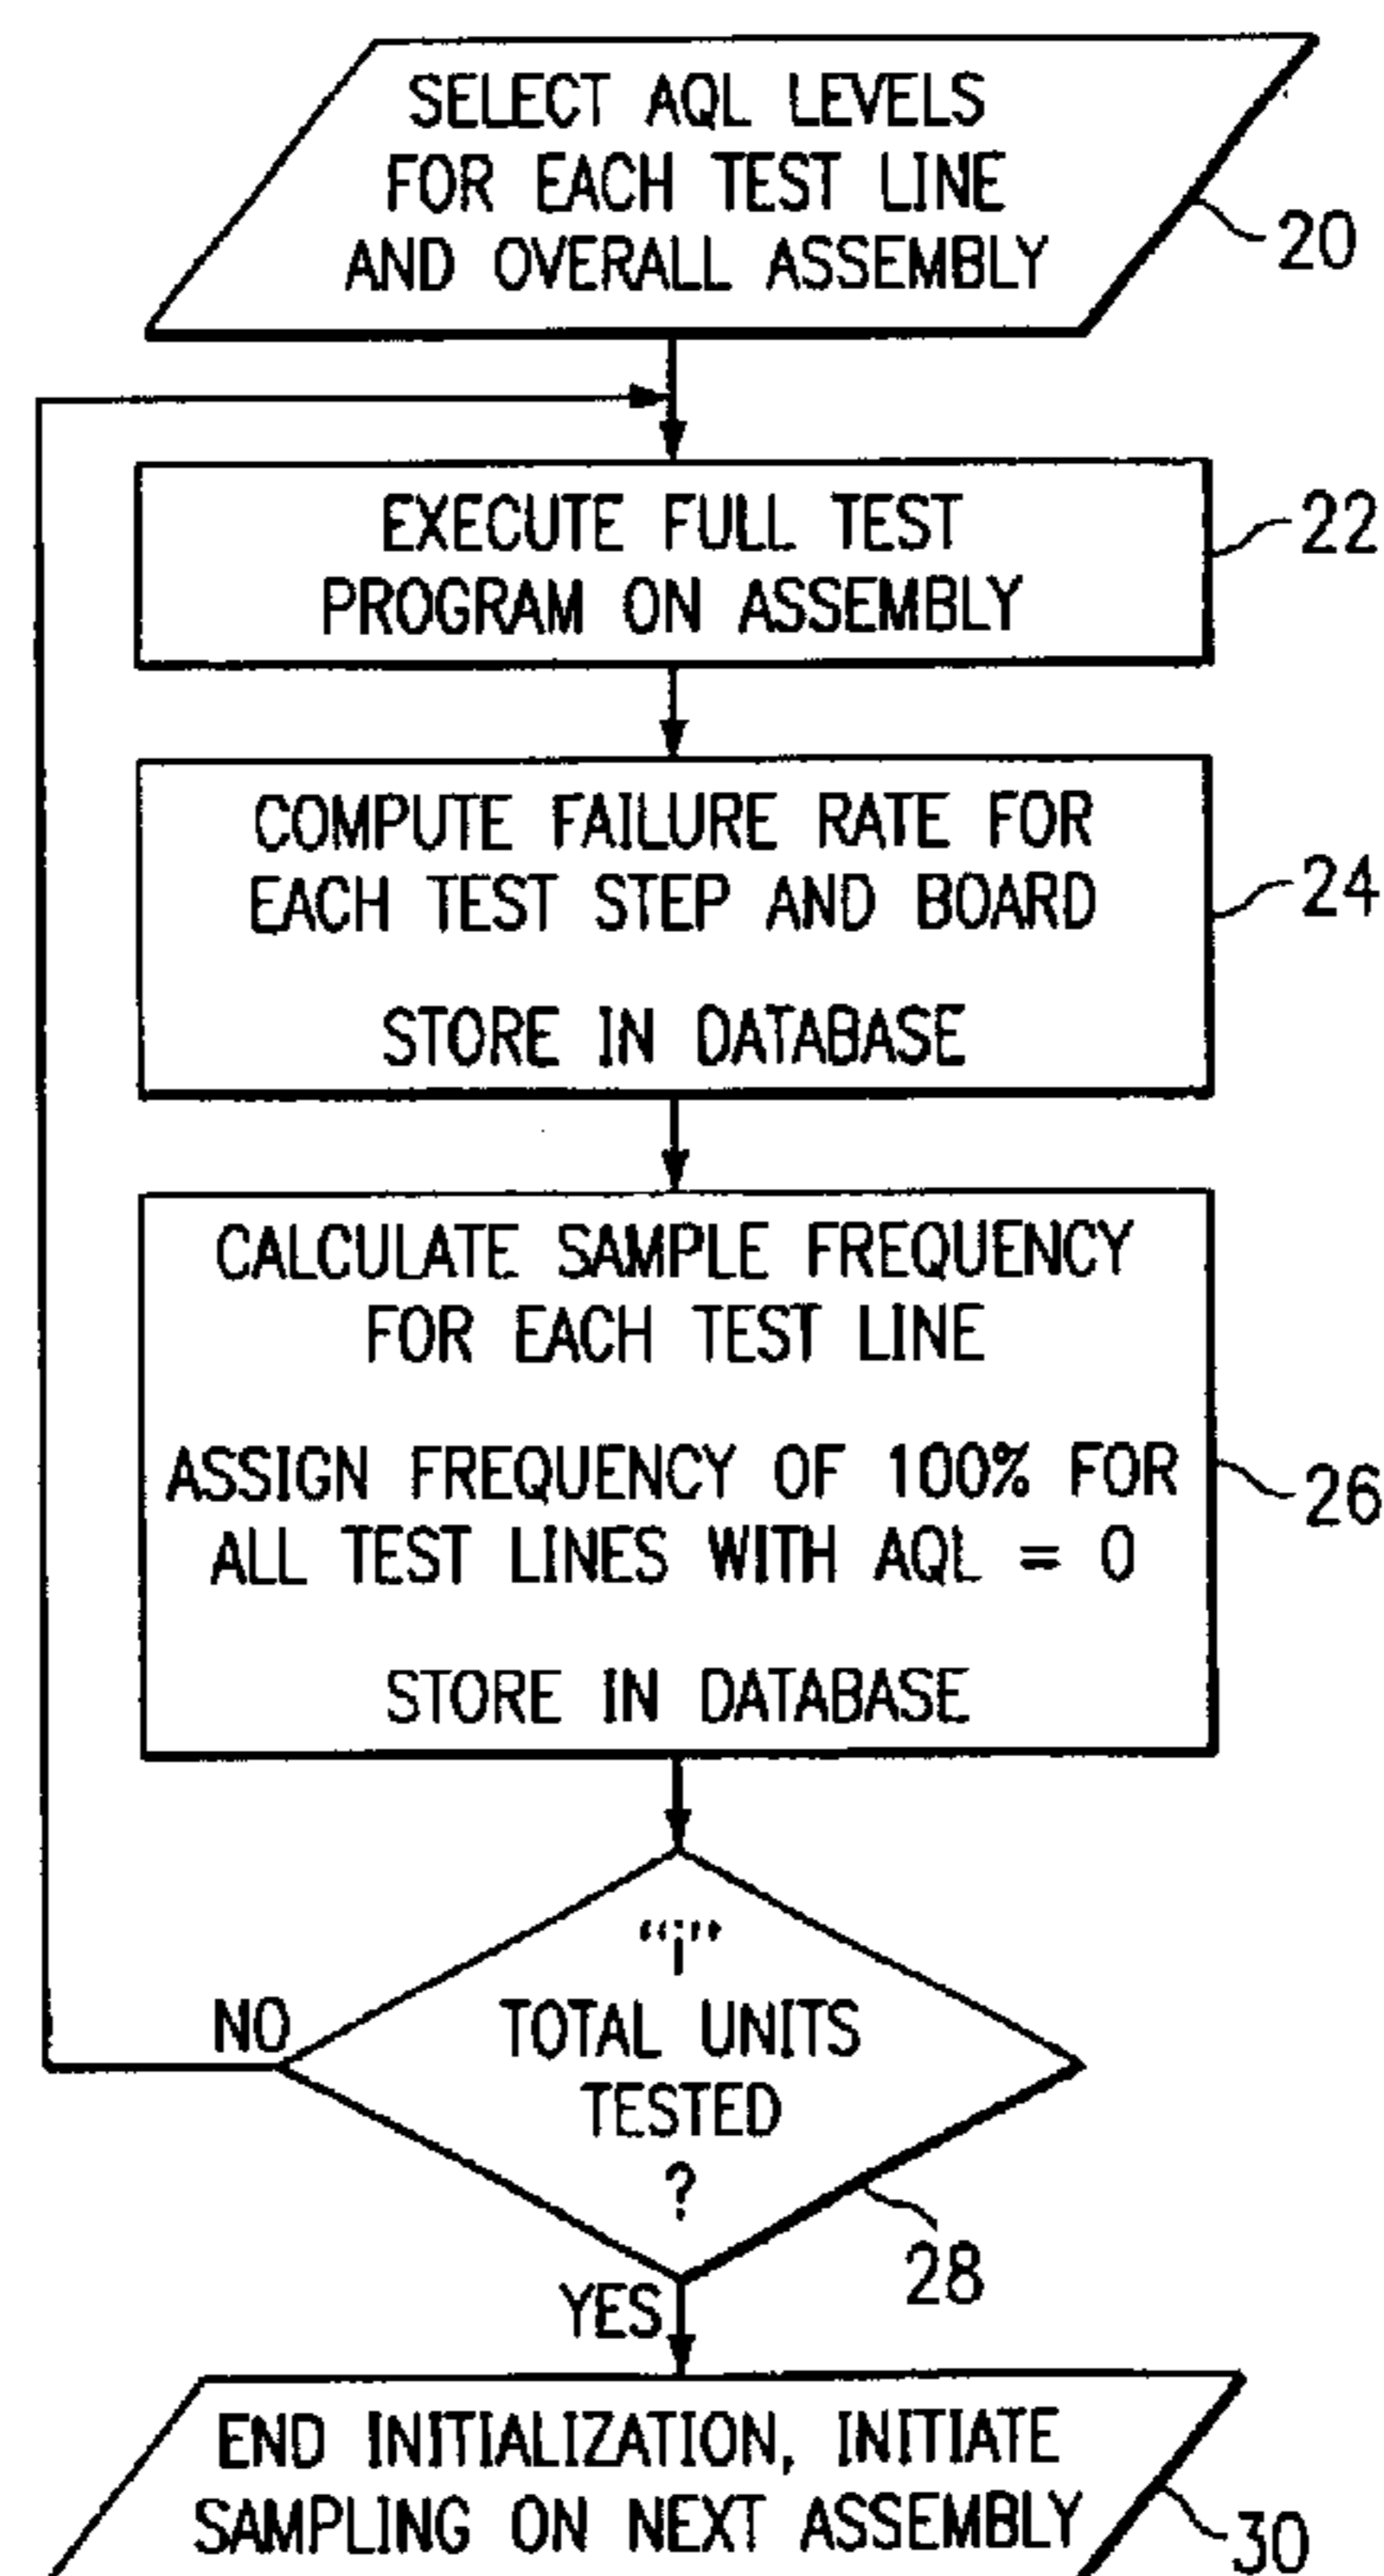 SELECT AQL LEVELS
FOR EACH TEST LINE
AND OVERALL ASSEMBLY
20
EXECUTE FULL TEST
PROGRAM ON ASSEMBLY
22
COMPUTE FAILURE RATE FOR
EACH TEST STEP AND BOARD
STORE IN DATABASE
24
CALCULATE SAMPLE FREQUENCY
FOR EACH TEST LINE
ASSIGN FREQUENCY OF 100% FOR
ALL TEST LINES WITH AQL = 0
STORE IN DATABASE
26
"i"
TOTAL UNITS
TESTED
?
NO
28
YES
END INITIALIZATION, INITIATE
SAMPLING ON NEXT ASSEMBLY
30